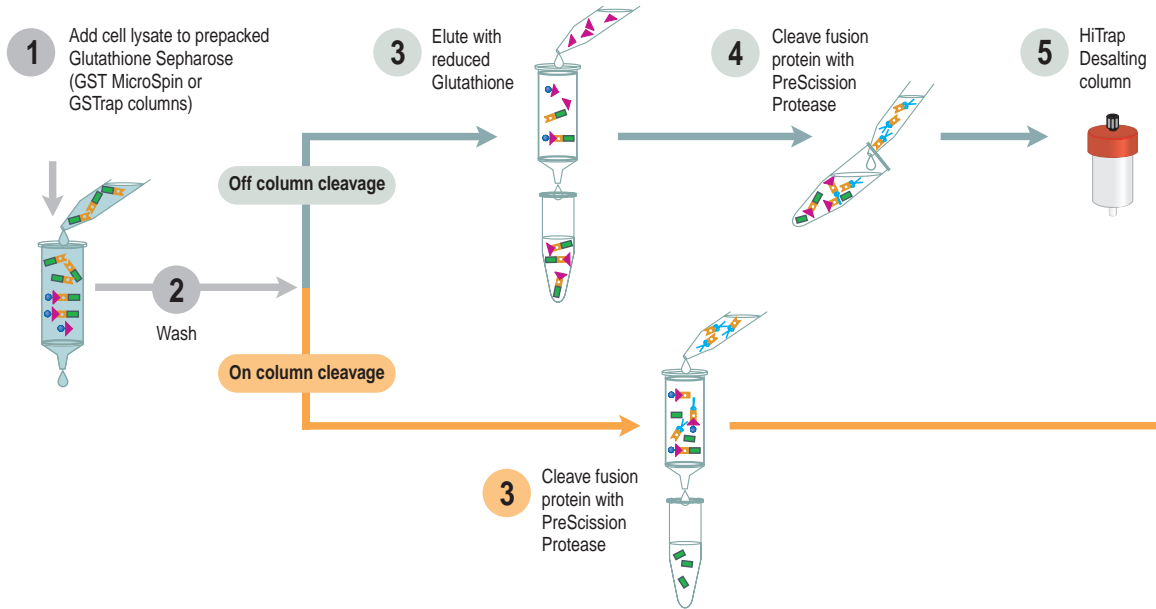 1
Add cell lysate to prepacked
Glutathione Sepharose
(GST MicroSpin or
GSTrap columns)
3
Elute with
reduced
Glutathione
4
Cleave fusion
protein with
PreScission
Protease
5
HiTrap
Desalting
column
Off column cleavage
2
Wash
On column cleavage
3
Cleave fusion
protein with
PreScission
Protease